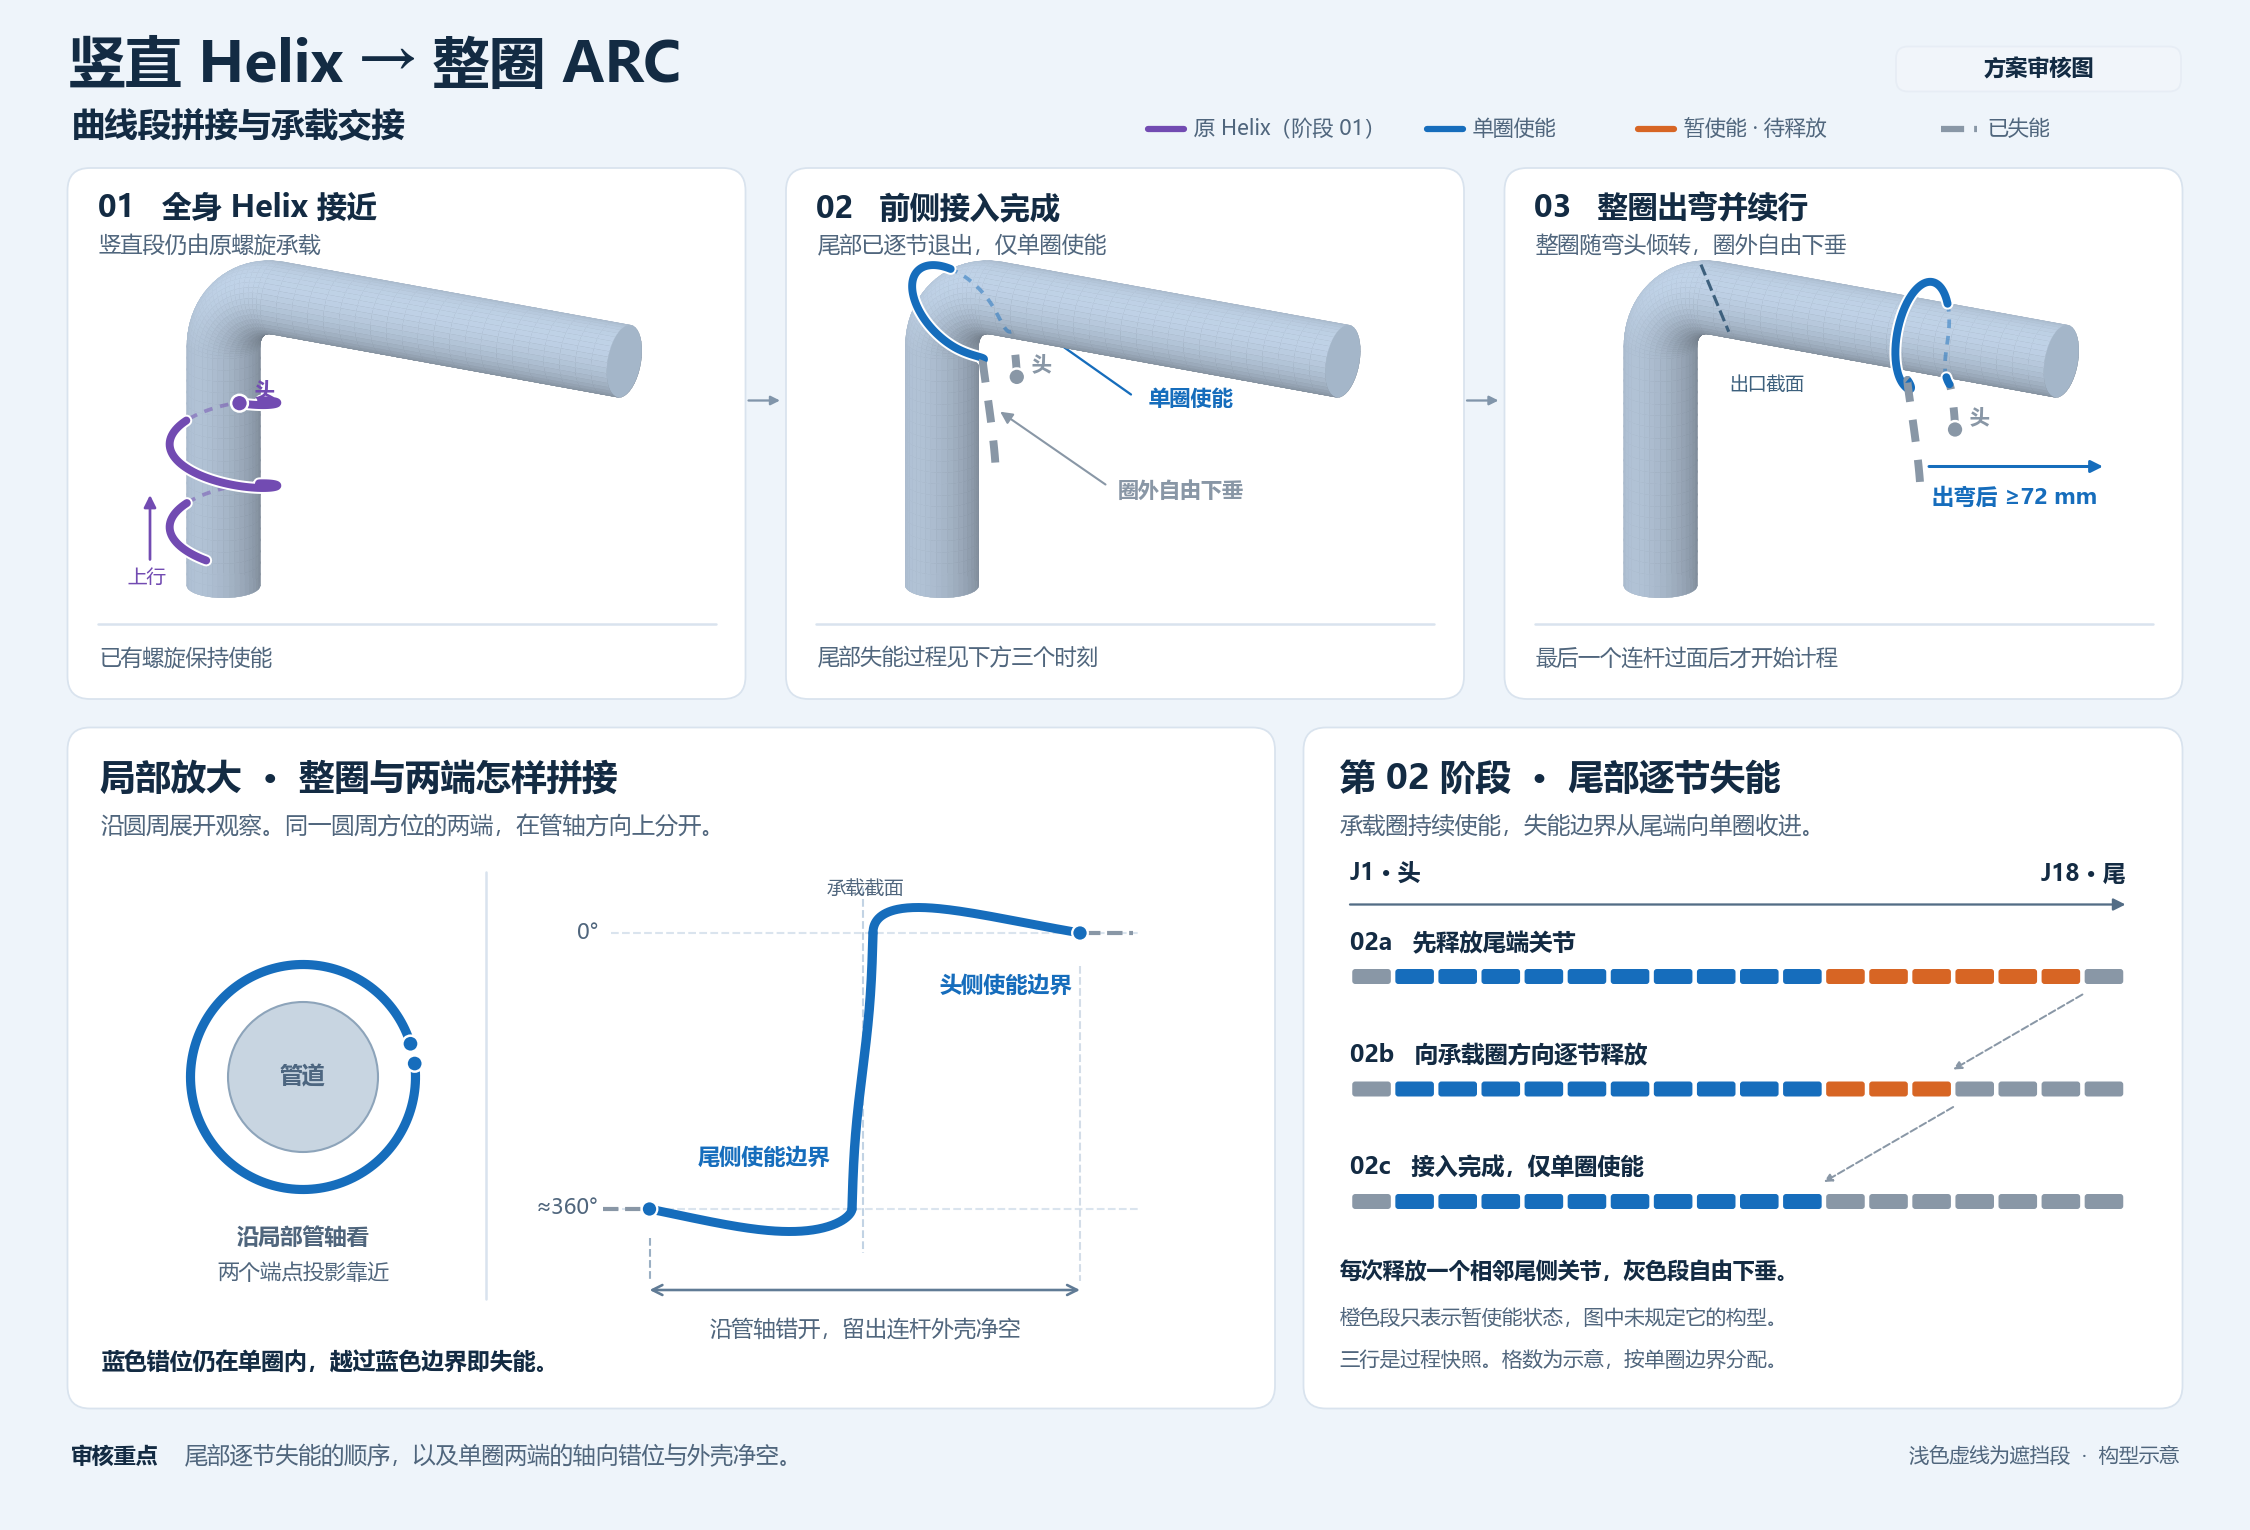 竖直 Helix → 整圈 ARC
方案审核图
曲线段拼接与承载交接
原 Helix（阶段 01）
单圈使能
暂使能 · 待释放
已失能
01 全身 Helix 接近
竖直段仍由原螺旋承载
头
上行
已有螺旋保持使能
02 前侧接入完成
尾部已逐节退出，仅单圈使能
头
单圈使能
圈外自由下垂
尾部失能过程见下方三个时刻
03 整圈出弯并续行
整圈随弯头倾转，圈外自由下垂
出口截面
头
出弯后 ≥72 mm
最后一个连杆过面后才开始计程
局部放大 · 整圈与两端怎样拼接
沿圆周展开观察。同一圆周方位的两端，在管轴方向上分开。
管道
沿局部管轴看
两个端点投影靠近
承载截面
0°
头侧使能边界
尾侧使能边界
≈360°
沿管轴错开，留出连杆外壳净空
蓝色错位仍在单圈内，越过蓝色边界即失能。
第 02 阶段 · 尾部逐节失能
承载圈持续使能，失能边界从尾端向单圈收进。
J1 · 头
J18 · 尾
02a 先释放尾端关节
02b 向承载圈方向逐节释放
02c 接入完成，仅单圈使能
每次释放一个相邻尾侧关节，灰色段自由下垂。
橙色段只表示暂使能状态，图中未规定它的构型。
三行是过程快照。格数为示意，按单圈边界分配。
审核重点 尾部逐节失能的顺序，以及单圈两端的轴向错位与外壳净空。
浅色虚线为遮挡段 · 构型示意